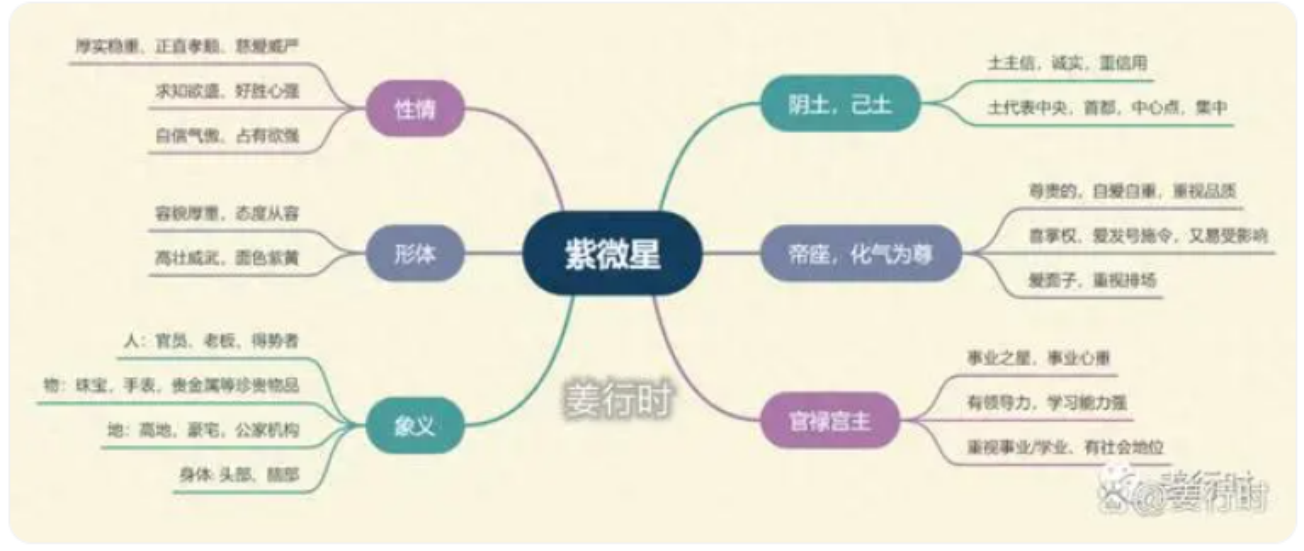 厚实稳重、正直孝顺、慈爱威严
求知欲盛、好胜心强
自信气傲、占有欲强
性情
容貌厚重，态度从容
高壮威武，面色紫黄
形体
人：官员、老板、得势者
物：珠宝，手表，贵金属等珍贵物品
地：高地，豪宅，公家机构
身体: 头部、脑部
象义
紫微星
姜行时
阴土，己土
土主信，诚实，重信用
土代表中央，首都，中心点，集中
帝座，化气为尊
尊贵的，自爱自重，重视品质
喜掌权，爱发号施令，又易受影响
爱面子，重视排场
官禄宫主
事业之星，事业心重
有领导力，学习能力强
重视事业/学业、有社会地位
@姜行时